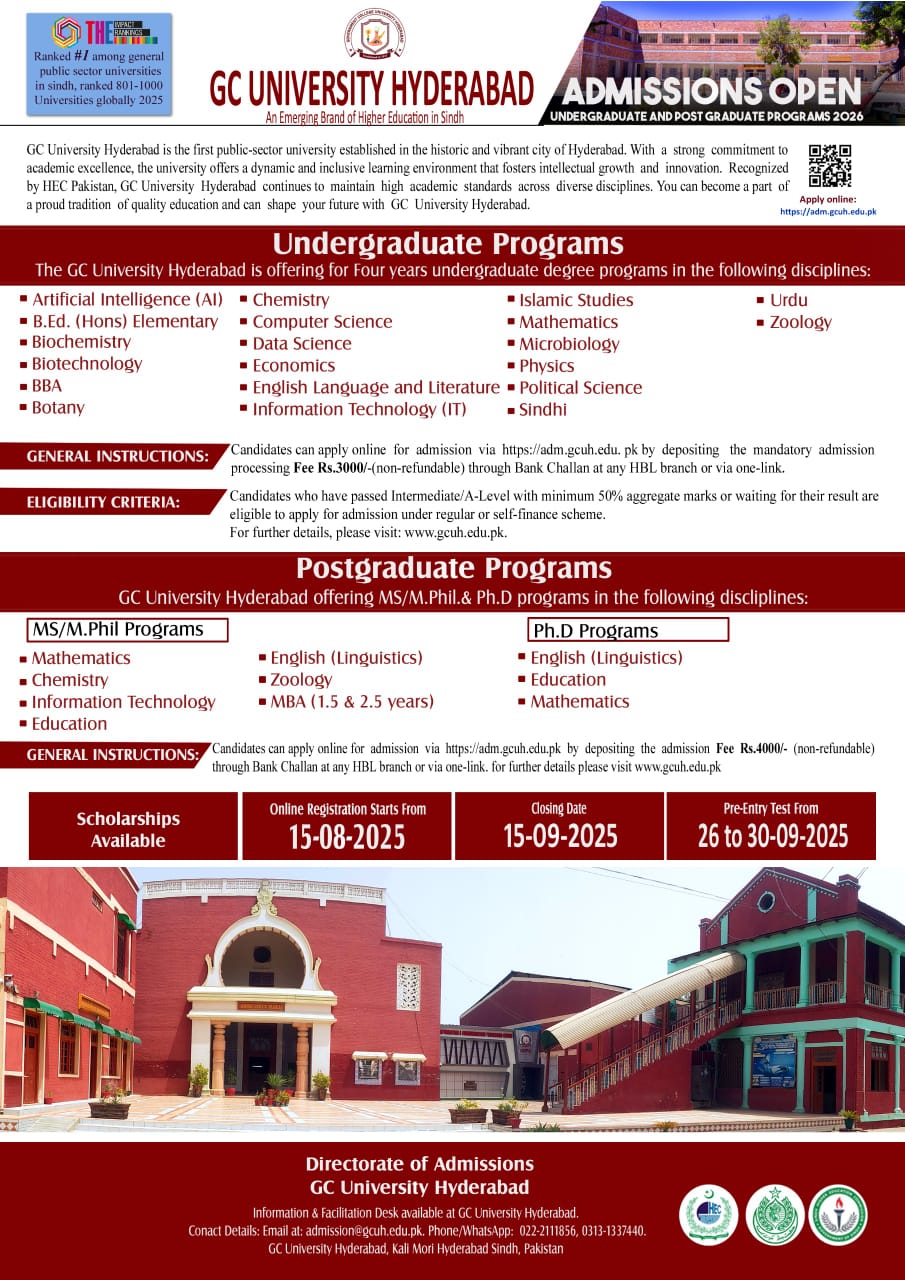 THE IMPACT RANKINGS
Ranked #1 among general
public sector universities
in sindh, ranked 801-1000
Universities globally 2025
GC UNIVERSITY HYDERABAD
An Emerging Brand of Higher Education in Sindh
ADMISSIONS OPEN
UNDERGRADUATE AND POST GRADUATE PROGRAMS 2026
GC University Hyderabad is the first public-sector university established in the historic and vibrant city of Hyderabad. With a strong commitment to
academic excellence, the university offers a dynamic and inclusive learning environment that fosters intellectual growth and innovation. Recognized
by HEC Pakistan, GC University Hyderabad continues to maintain high academic standards across diverse disciplines. You can become a part of
a proud tradition of quality education and can shape your future with GC University Hyderabad.
Apply online:
https://adm.gcuh.edu.pk
Undergraduate Programs
The GC University Hyderabad is offering for Four years undergraduate degree programs in the following disciplines:
Artificial Intelligence (AI)
B.Ed. (Hons) Elementary
Biochemistry
Biotechnology
BBA
Botany
Chemistry
Computer Science
Data Science
Economics
English Language and Literature
Information Technology (IT)
Islamic Studies
Mathematics
Microbiology
Physics
Political Science
Sindhi
Urdu
Zoology
GENERAL INSTRUCTIONS:
Candidates can apply online for admission via https://adm.gcuh.edu. pk by depositing the mandatory admission
processing Fee Rs.3000/-(non-refundable) through Bank Challan at any HBL branch or via one-link.
ELIGIBILITY CRITERIA:
Candidates who have passed Intermediate/A-Level with minimum 50% aggregate marks or waiting for their result are
eligible to apply for admission under regular or self-finance scheme.
For further details, please visit: www.gcuh.edu.pk.
Postgraduate Programs
GC University Hyderabad offering MS/M.Phil.& Ph.D programs in the following discliplines:
MS/M.Phil Programs
Mathematics
Chemistry
Information Technology
Education
English (Linguistics)
Zoology
MBA (1.5 & 2.5 years)
Ph.D Programs
English (Linguistics)
Education
Mathematics
GENERAL INSTRUCTIONS:
Candidates can apply online for admission via https://adm.gcuh.edu.pk by depositing the admission Fee Rs.4000/- (non-refundable)
through Bank Challan at any HBL branch or via one-link. for further details please visit www.gcuh.edu.pk
Scholarships
Available
Online Registration Starts From
15-08-2025
Closing Date
15-09-2025
Pre-Entry Test From
26 to 30-09-2025
Directorate of Admissions
GC University Hyderabad
Information & Facilitation Desk available at GC University Hyderabad.
Conact Details: Email at: admission@gcuh.edu.pk. Phone/WhatsApp: 022-2111856, 0313-1337440.
GC University Hyderabad, Kali Mori Hyderabad Sindh, Pakistan
HEC